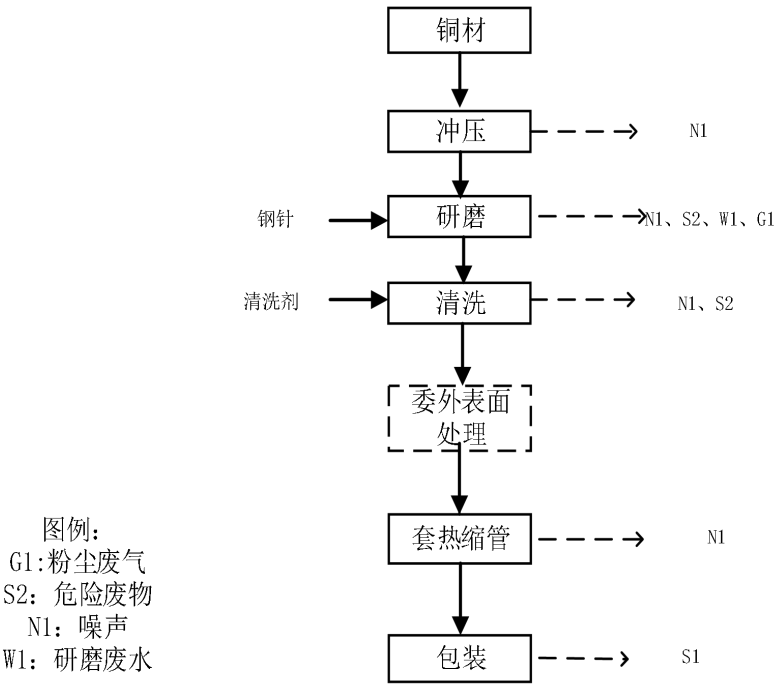 铜材
冲压
N1
钢针
研磨
N1、S2、W1、G1
清洗剂
清洗
N1、S2
委外表面
处理
套热缩管
N1
包装
S1
图例：
G1:粉尘废气
S2：危险废物
N1：噪声
W1：研磨废水